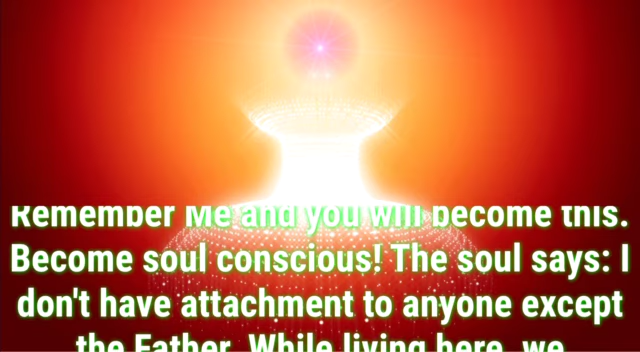 Remember Me and you will become this.
Become soul conscious! The soul says: I
don't have attachment to anyone except
the Father. While living here, we